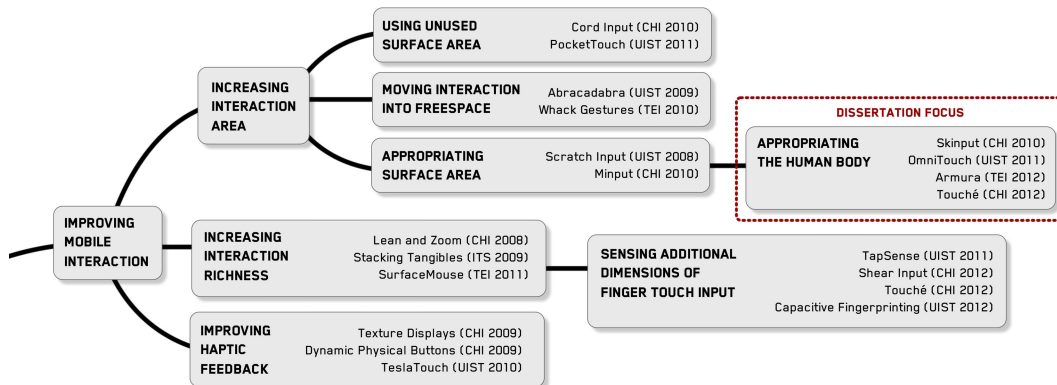 USING UNUSED
SURFACE AREA
Cord Input (CHI 2010)
PocketTouch (UIST 2011)
INCREASING
INTERACTION
AREA
MOVING INTERACTION
INTO FREESPACE
Abracadabra (UIST 2009)
Whack Gestures (TEI 2010)
DISSERTATION FOCUS
APPROPRIATING
SURFACE AREA
Scratch Input (UIST 2008)
Minput (CHI 2010)
APPROPRIATING
THE HUMAN BODY
Skinput (CHI 2010)
OmniTouch (UIST 2011)
Armura (TEI 2012)
Touché (CHI 2012)
IMPROVING
MOBILE
INTERACTION
INCREASING
INTERACTION
RICHNESS
Lean and Zoom (CHI 2008)
Stacking Tangibles (ITS 2009)
SurfaceMouse (TEI 2011)
SENSING ADDITIONAL
DIMENSIONS OF
FINGER TOUCH INPUT
TapSense (UIST 2011)
Shear Input (CHI 2012)
Touché (CHI 2012)
Capacitive Fingerprinting (UIST 2012)
IMPROVING
HAPTIC
FEEDBACK
Texture Displays (CHI 2009)
Dynamic Physical Buttons (CHI 2009)
TeslaTouch (UIST 2010)